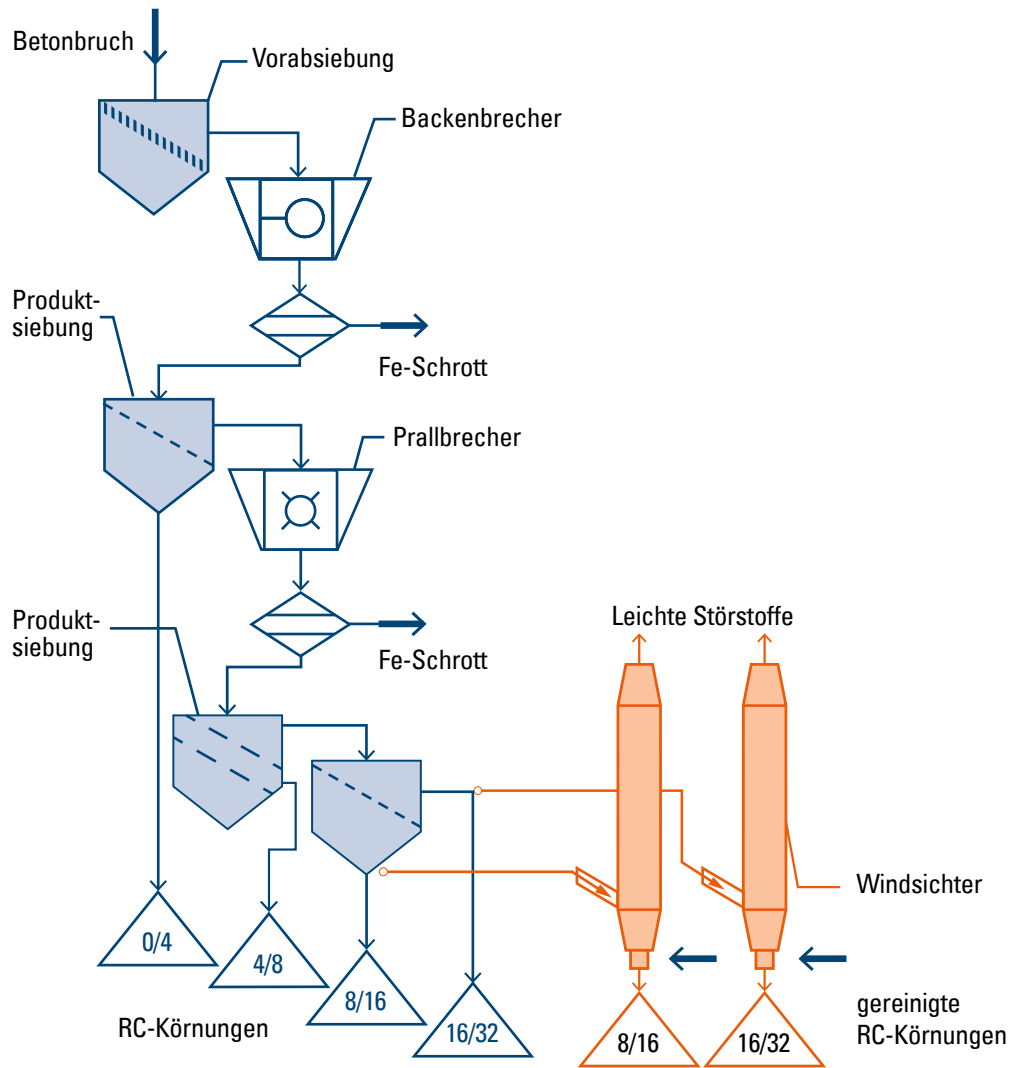 Betonbruch
Vorabsiebung
Backenbrecher
Produkt-
siebung
Fe-Schrott
Prallbrecher
Produkt-
siebung
Fe-Schrott
Leichte Störstoffe
Windsichter
0/4
4/8
8/16
16/32
8/16
16/32
RC-Körnungen
gereinigte
RC-Körnungen